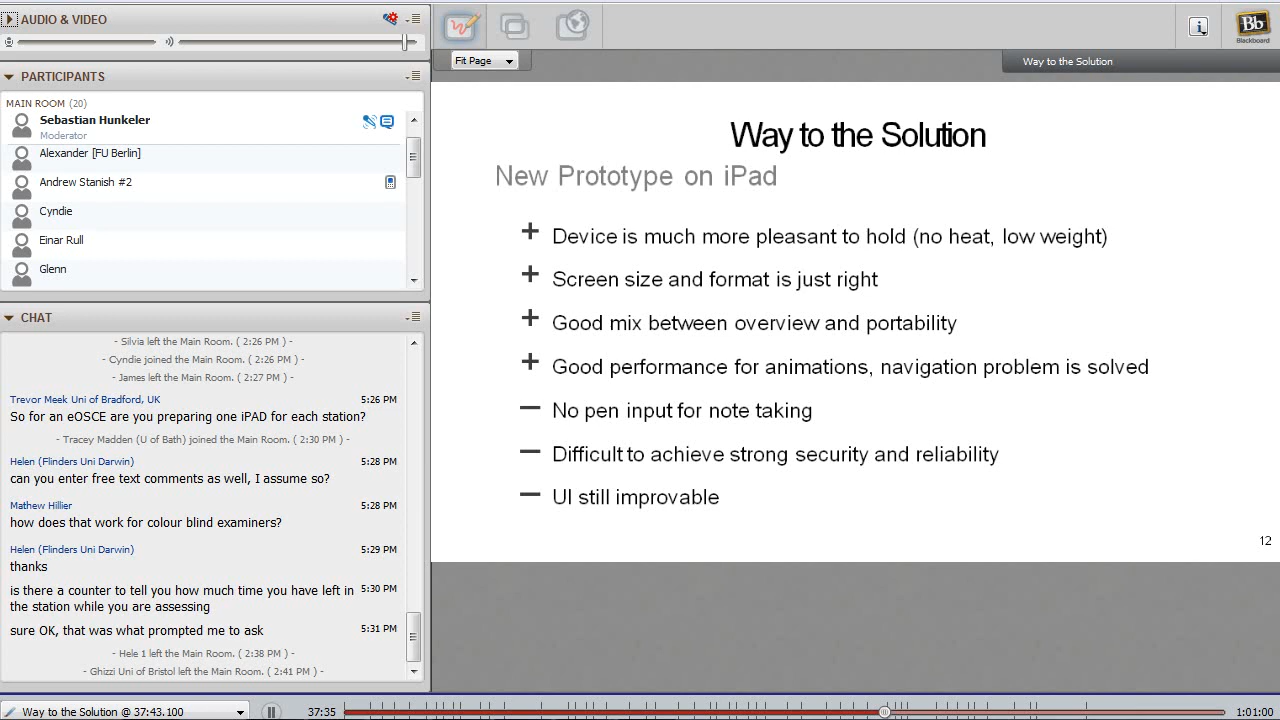 AUDIO & VIDEO
PARTICIPANTS
MAIN ROOM (20)
Sebastian Hunkeler
Moderator
Alexander [FU Berlin]
Andrew Stanish #2
Cyndie
Einar Rull
Glenn
CHAT
- Silvia left the Main Room. ( 2:26 PM ) -
- Cyndie joined the Main Room. ( 2:26 PM ) -
- James left the Main Room. ( 2:27 PM ) -
Trevor Meek Uni of Bradford, UK 5:26 PM
So for an eOSCE are you preparing one iPAD for each station?
- Tracey Madden (U of Bath) joined the Main Room. ( 2:30 PM ) -
Helen (Flinders Uni Darwin) 5:28 PM
can you enter free text comments as well, I assume so?
Mathew Hillier 5:28 PM
how does that work for colour blind examiners?
Helen (Flinders Uni Darwin) 5:29 PM
thanks
is there a counter to tell you how much time you have left in 5:30 PM
the station while you are assessing
sure OK, that was what prompted me to ask 5:31 PM
- Hele 1 left the Main Room. ( 2:38 PM ) -
- Ghizzi Uni of Bristol left the Main Room. ( 2:41 PM ) -
Way to the Solution @ 37:43.100
37:35
1:01:00
Bb
Blackboard
Fit Page
Way to the Solution
Way to the Solution
New Prototype on iPad
+ Device is much more pleasant to hold (no heat, low weight)
+ Screen size and format is just right
+ Good mix between overview and portability
+ Good performance for animations, navigation problem is solved
− No pen input for note taking
− Difficult to achieve strong security and reliability
− UI still improvable
12